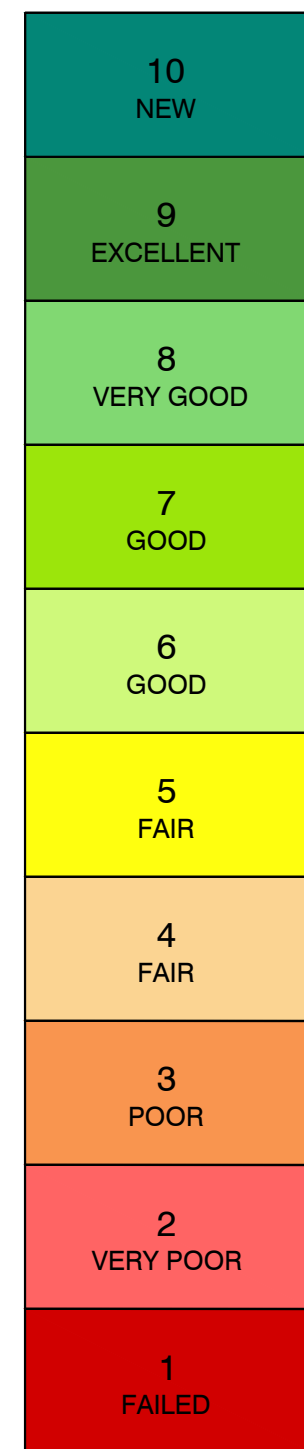 10
NEW
9
EXCELLENT
8
VERY GOOD
7
GOOD
6
GOOD
5
FAIR
4
FAIR
3
POOR
2
VERY POOR
1
FAILED